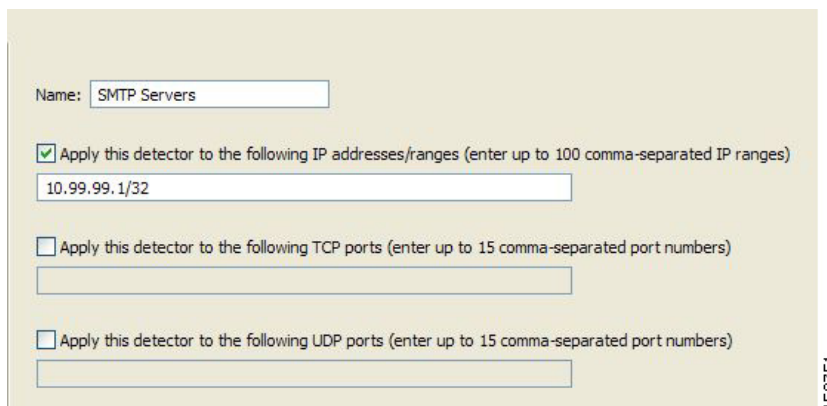 Name: SMTP Servers
Apply this detector to the following IP addresses/ranges (enter up to 100 comma-separated IP ranges)
10.99.99.1/32
Apply this detector to the following TCP ports (enter up to 15 comma-separated port numbers)
Apply this detector to the following UDP ports (enter up to 15 comma-separated port numbers)